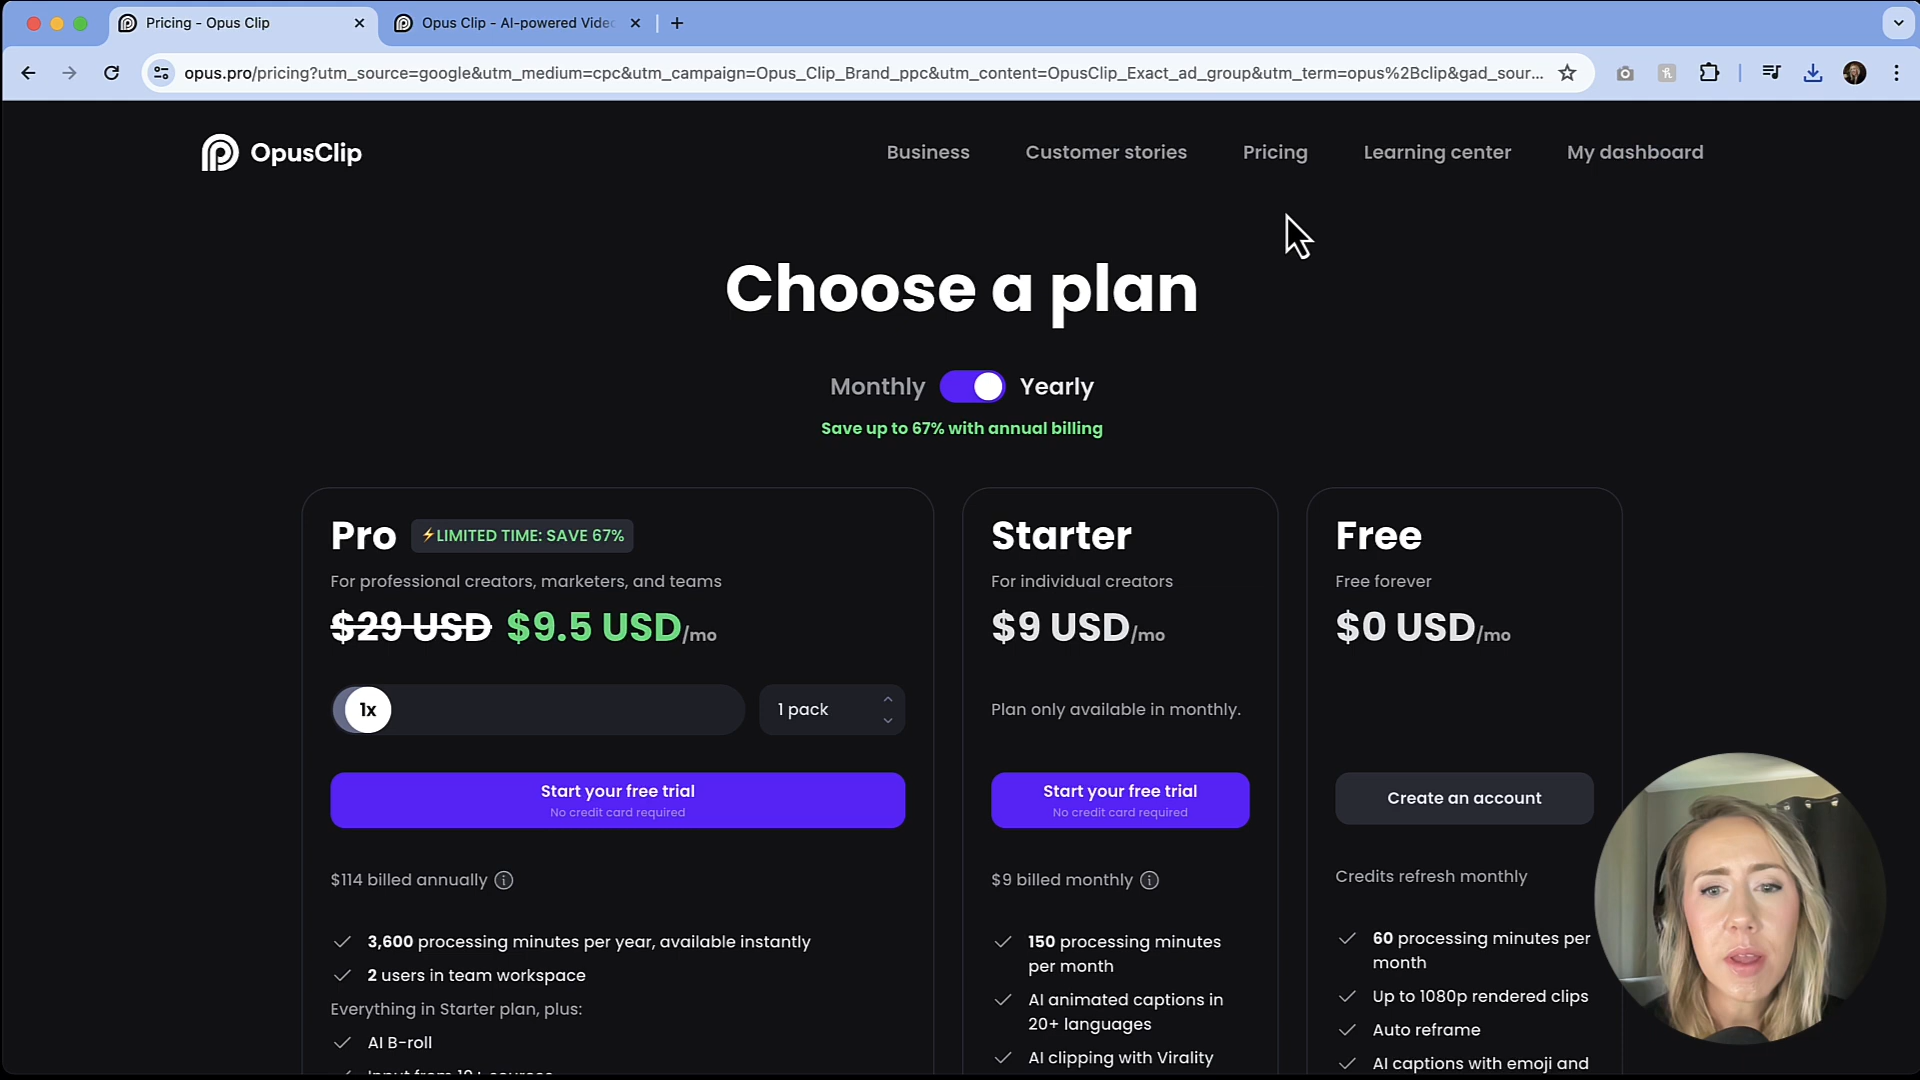 Pricing - Opus Clip
Opus Clip - AI-powered Vide
opus.pro/pricing?utm_source=google&utm_medium=cpc&utm_campaign=Opus_Clip_Brand_ppc&utm_content=OpusClip_Exact_ad_group&utm_term=opus%2Bclip&gad_sour...
OpusClip
Business
Customer stories
Pricing
Learning center
My dashboard
Choose a plan
Monthly
Yearly
Save up to 67% with annual billing
Pro
⚡LIMITED TIME: SAVE 67%
For professional creators, marketers, and teams
$29 USD $9.5 USD/mo
1x
1 pack
Start your free trial
No credit card required
$114 billed annually
3,600 processing minutes per year, available instantly
2 users in team workspace
Everything in Starter plan, plus:
AI B-roll
Starter
For individual creators
$9 USD/mo
Plan only available in monthly.
Start your free trial
No credit card required
$9 billed monthly
150 processing minutes
per month
AI animated captions in
20+ languages
AI clipping with Virality
Free
Free forever
$0 USD/mo
Create an account
Credits refresh monthly
60 processing minutes per
month
Up to 1080p rendered clips
Auto reframe
AI captions with emoji and